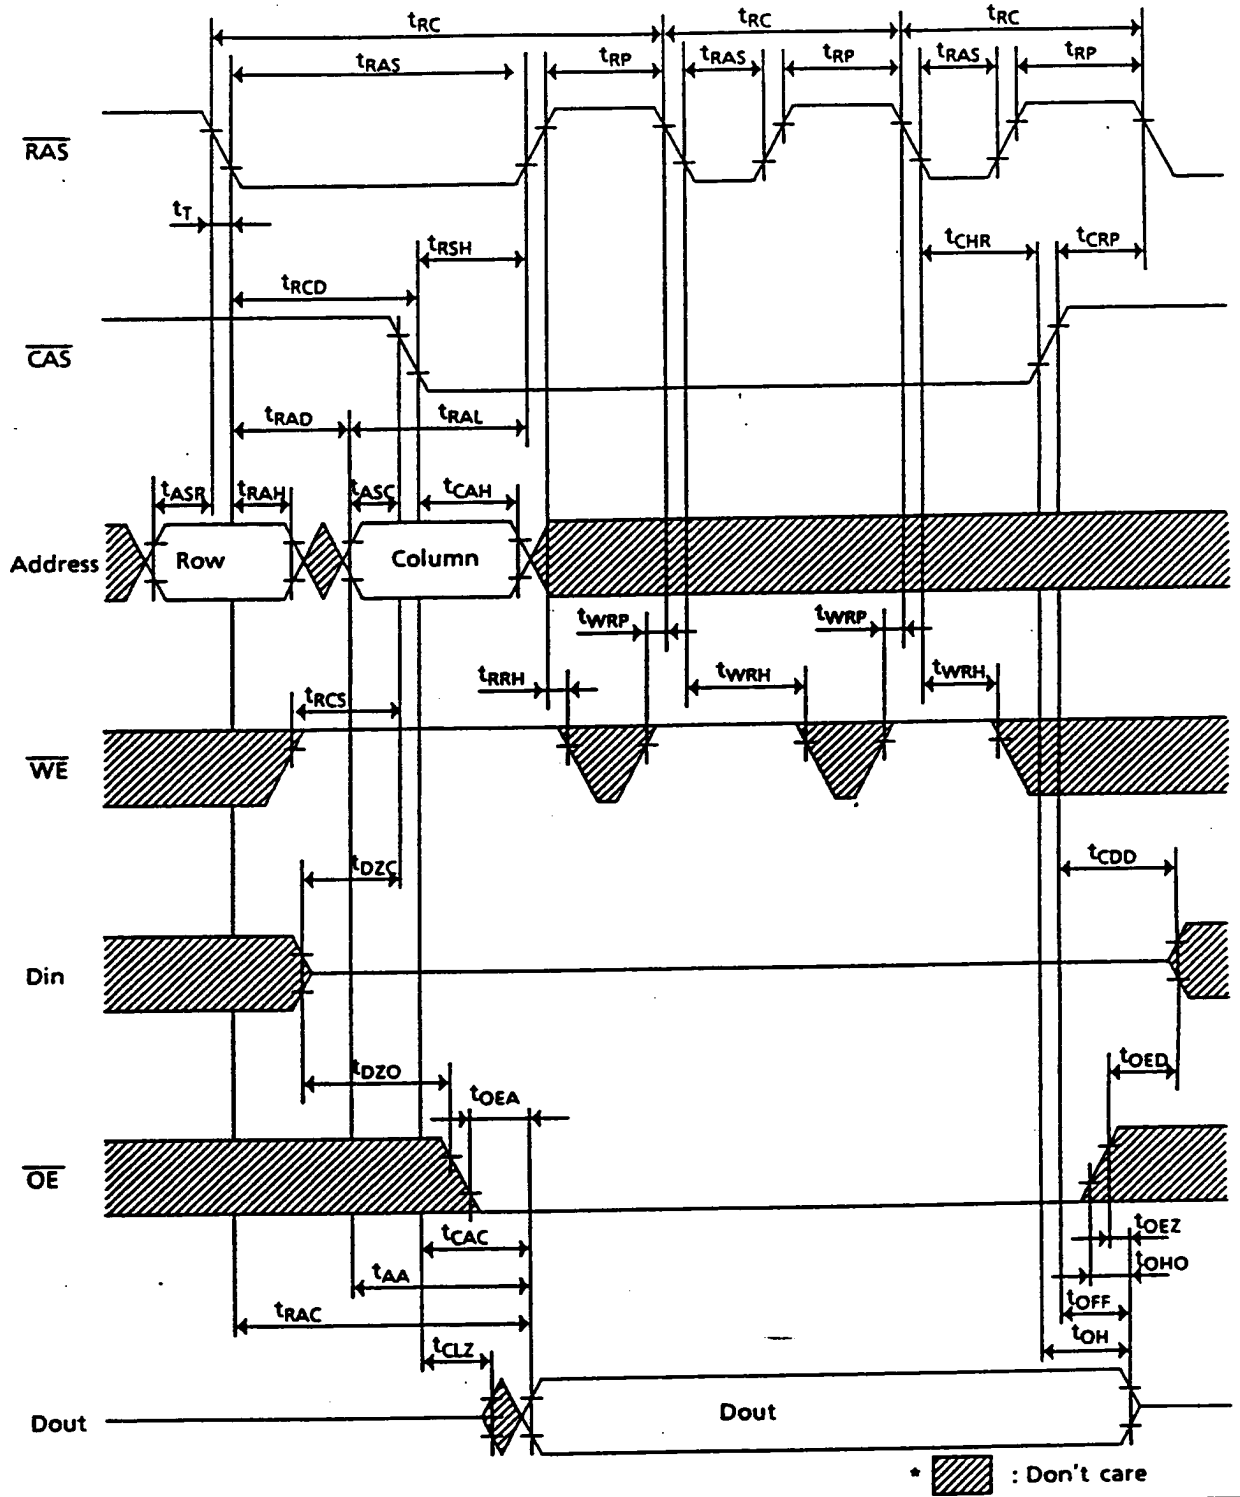 tRC tRC tRC
tRAS tRP tRAS tRP tRAS tRP
RAS
tT
tRSH tCHR tCRP
tRCD
CAS
tRAD tRAL
tASR tRAH tASC tCAH
Address Row Column
tWRP tWRP
tRRH tWRH tWRH
tRCS
WE
tDZC tCDD
Din
tDZO tOED
tOEA
OE
tCAC tOEZ
tAA tOHO
tRAC tOFF
tCLZ tOH
Dout Dout
* : Don't care